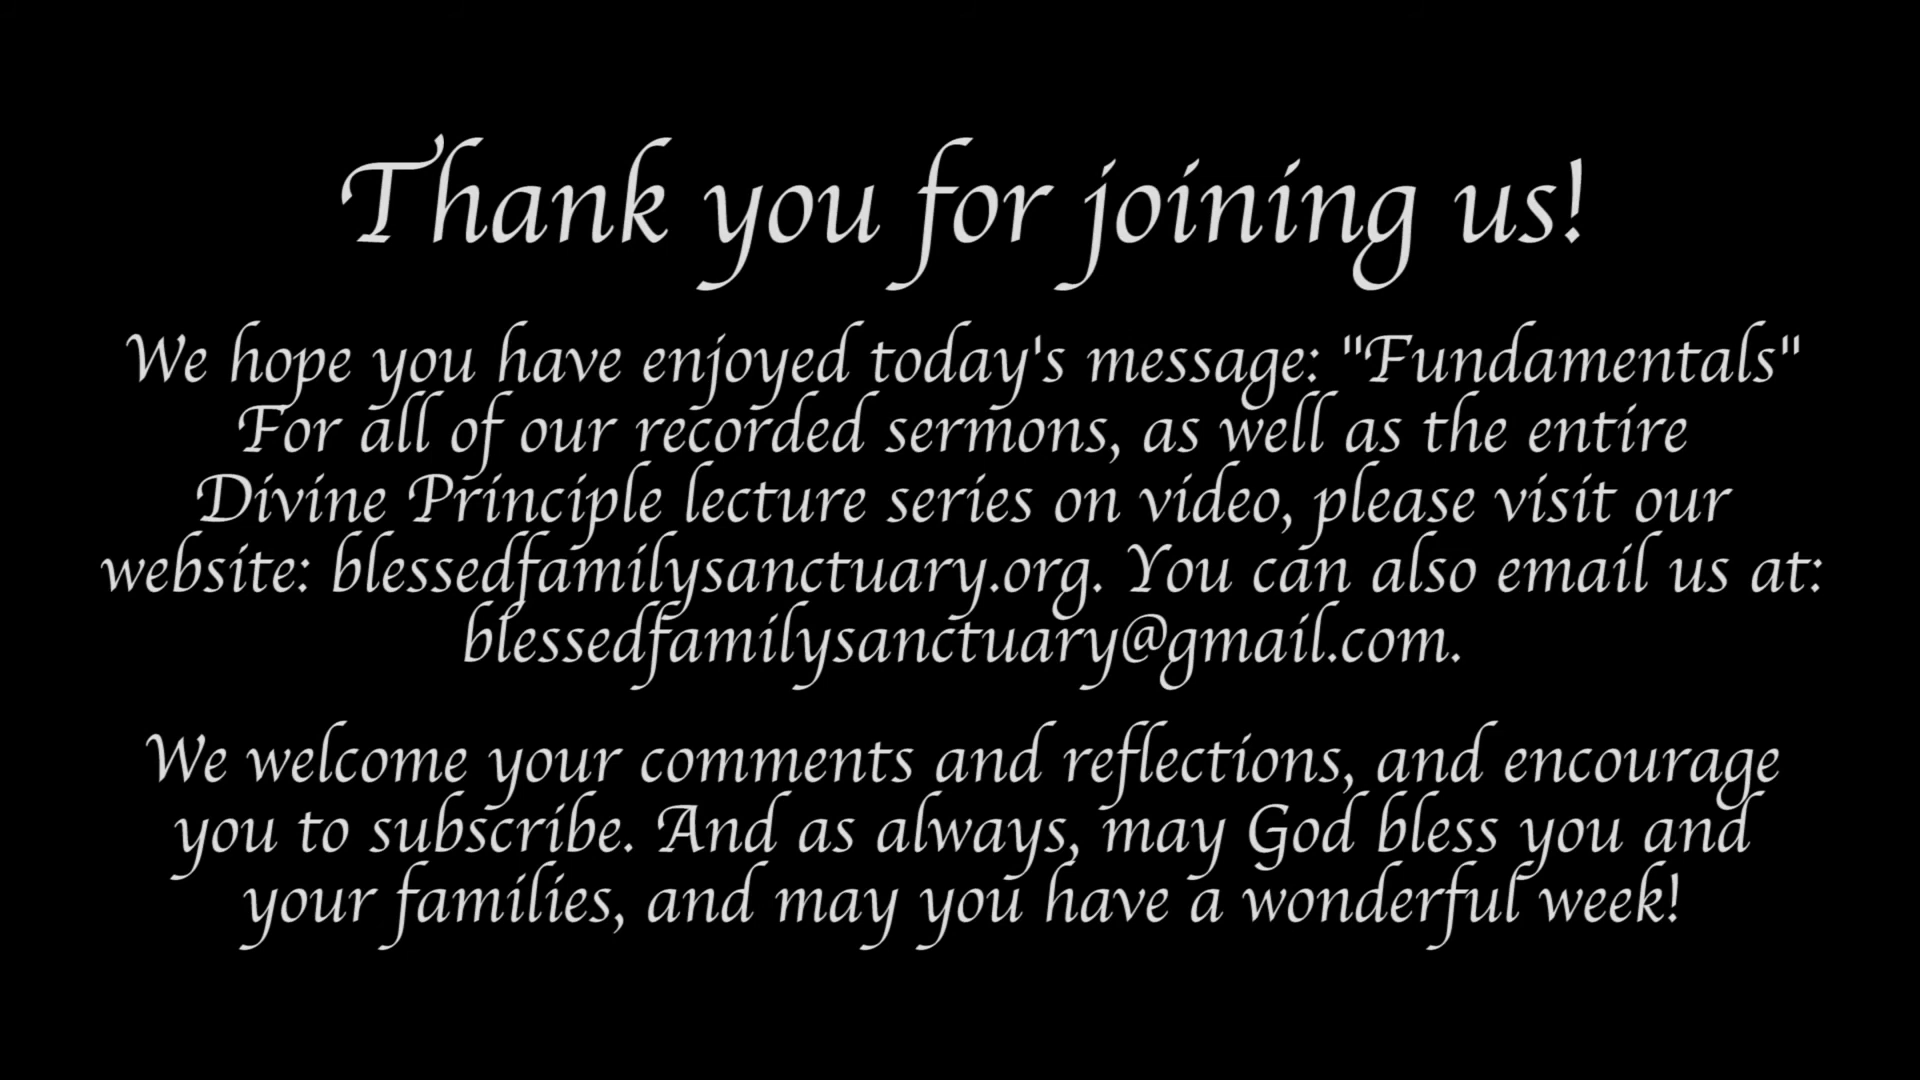 Thank you for joining us!
We hope you have enjoyed today's message: "Fundamentals"
For all of our recorded sermons, as well as the entire
Divine Principle lecture series on video, please visit our
website: blessedfamilysanctuary.org. You can also email us at:
blessedfamilysanctuary@gmail.com.
We welcome your comments and reflections, and encourage
you to subscribe. And as always, may God bless you and
your families, and may you have a wonderful week!